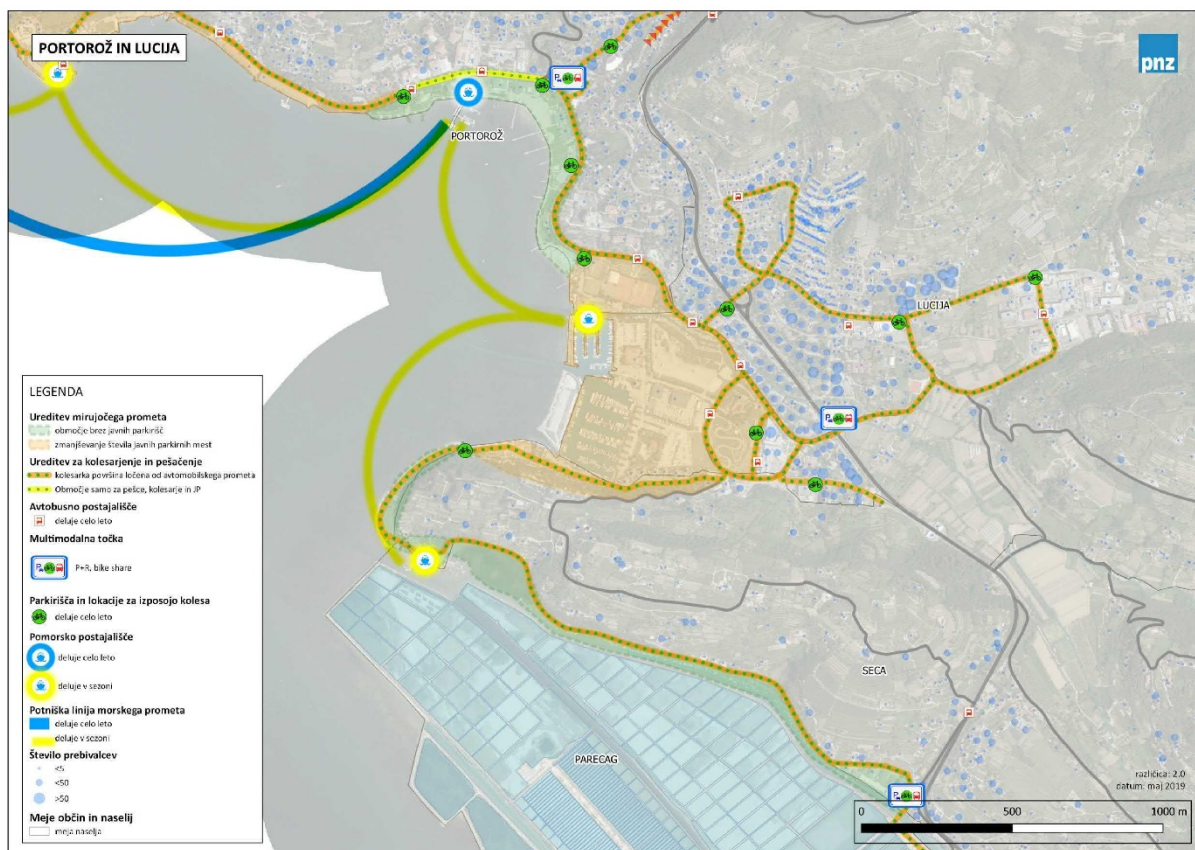 PORTOROŽ IN LUCIJA
pnz
PORTOROŽ
LUCIJA
SEČA
PARECAG
LEGENDA
Ureditev mirujočega prometa
območje brez javnih parkirišč
zmanjševanje števila javnih parkirnih mest
Ureditev za kolesarjenje in pešačenje
kolesarka površina ločena od avtomobilskega prometa
Območje samo za pešce, kolesarje in JP
Avtobusno postajališče
deluje celo leto
Multimodalna točka
P+R, bike share
Parkirišča in lokacije za izposojo kolesa
deluje celo leto
Pomorsko postajališče
deluje celo leto
deluje v sezoni
Potniška linija morskega prometa
deluje celo leto
deluje v sezoni
Število prebivalcev
<5
<50
>50
Meje občin in naselij
meja naselja
različica: 2.0
datum: maj 2019
0 500 1000 m